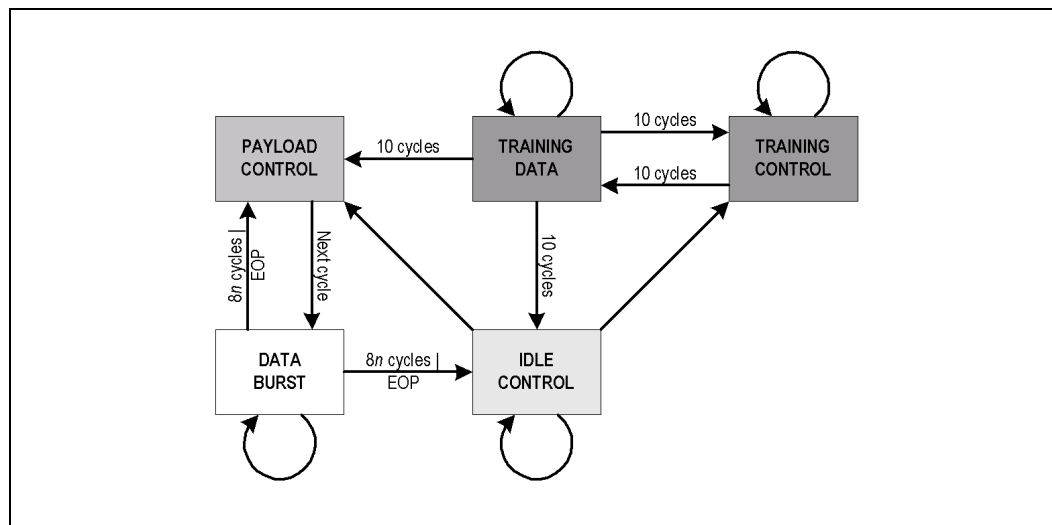 10 cycles
PAYLOAD
CONTROL
10 cycles
TRAINING
DATA
10 cycles
TRAINING
CONTROL
8n cycles |
EOP
Next cycle
10 cycles
DATA
BURST
8n cycles |
EOP
IDLE
CONTROL